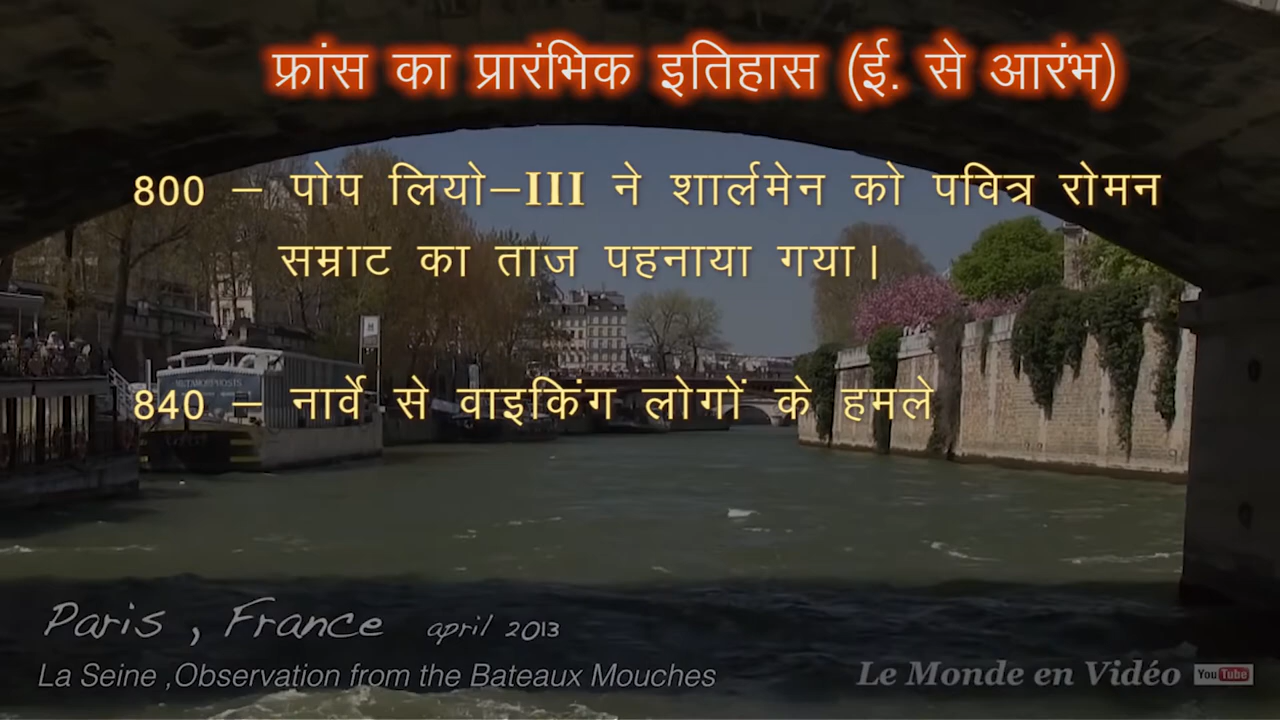 फ्रांस का प्रारंभिक इतिहास (ई. से आरंभ)
800 – पोप लियो–III ने शार्लमेन को पवित्र रोमन
सम्राट का ताज पहनाया गया।
METAMORPHOSIS
840 – नार्वे से वाइकिंग लोगों के हमले
Paris , France april 2013
La Seine ,Observation from the Bateaux Mouches
Le Monde en Vidéo YouTube